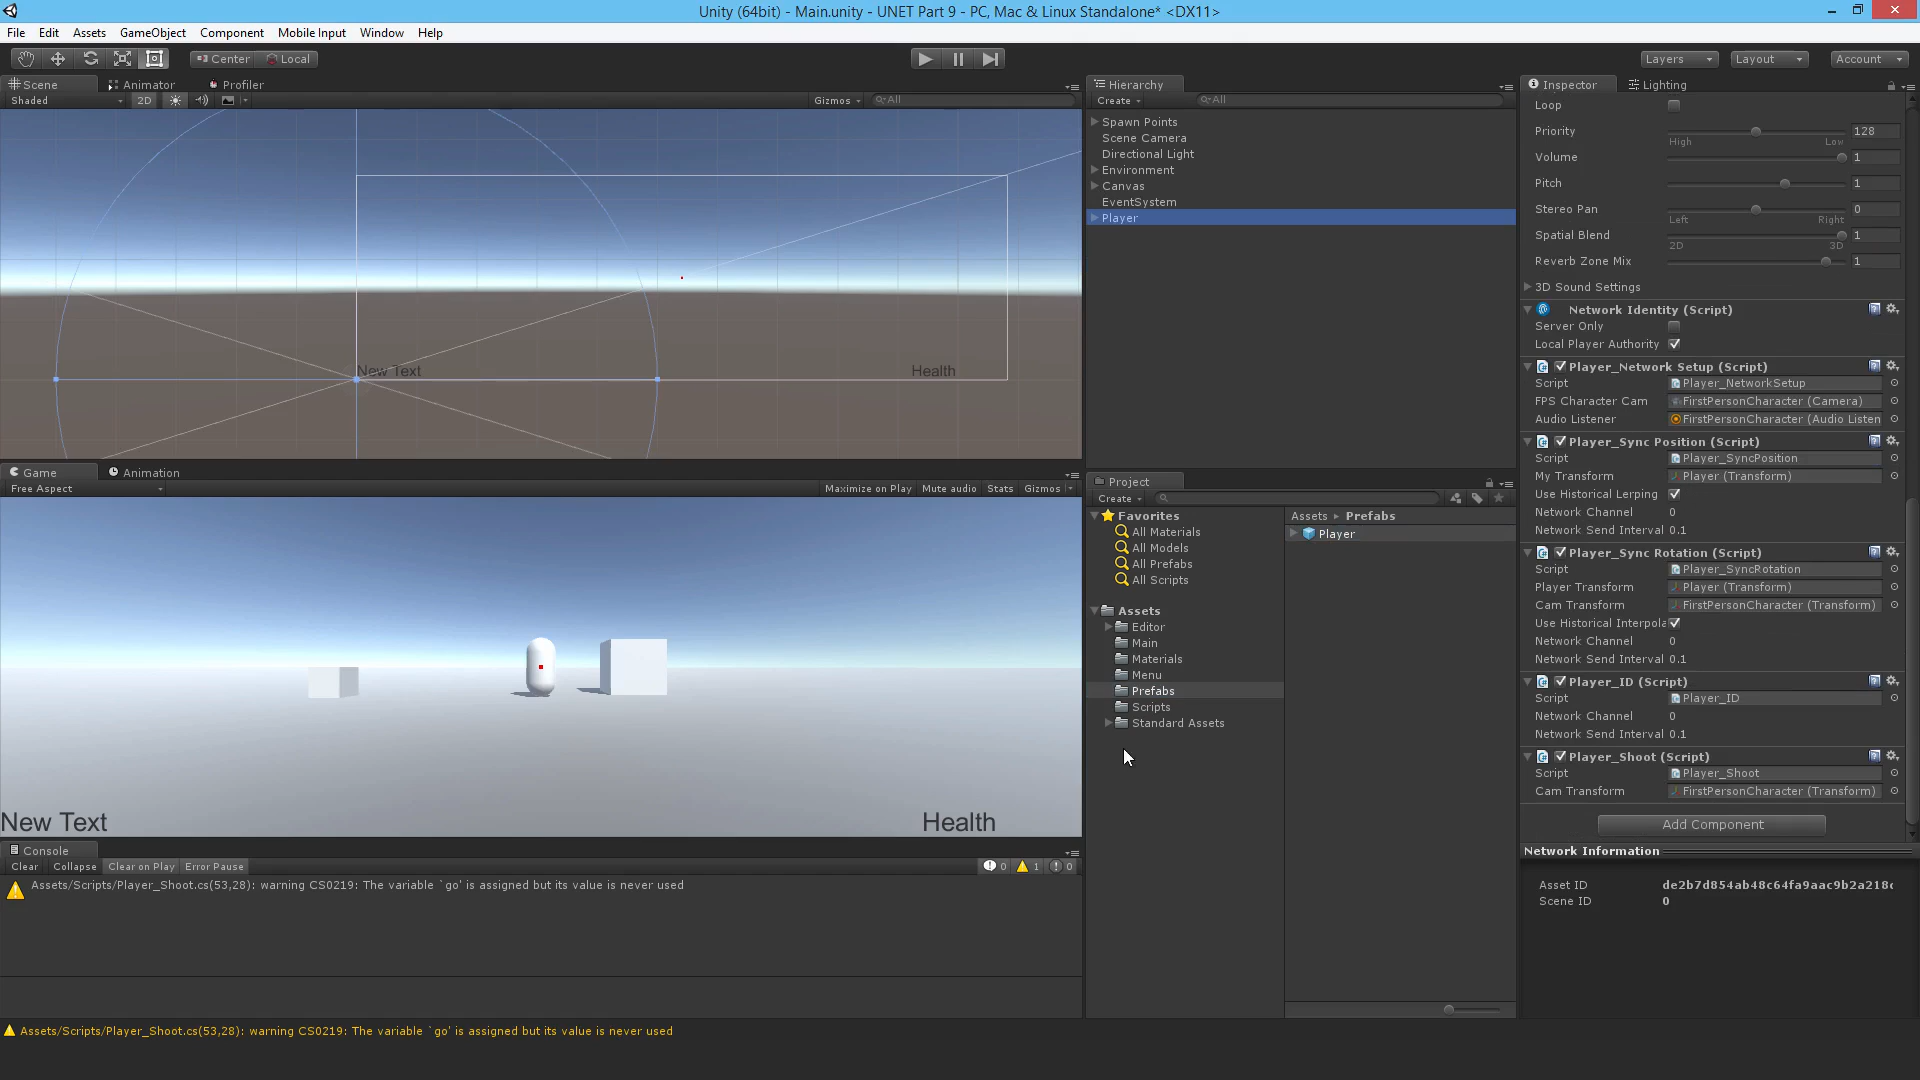 Unity (64bit) - Main.unity - UNET Part 9 - PC, Mac & Linux Standalone* <DX11>
File Edit Assets GameObject Component Mobile Input Window Help
Center Local
Layers Layout Account
Scene Animator Profiler
Shaded 2D Gizmos All
New Text Health
Game Animation
Free Aspect Maximize on Play Mute audio Stats Gizmos
New Text Health
Console
Clear Collapse Clear on Play Error Pause 0 1 0
Assets/Scripts/Player_Shoot.cs(53,28): warning CS0219: The variable `go' is assigned but its value is never used
Assets/Scripts/Player_Shoot.cs(53,28): warning CS0219: The variable `go' is assigned but its value is never used
Hierarchy
Create All
Spawn Points
Scene Camera
Directional Light
Environment
Canvas
EventSystem
Player
Project
Create
Favorites
All Materials
All Models
All Prefabs
All Scripts
Assets
Editor
Main
Materials
Menu
Prefabs
Scripts
Standard Assets
Assets Prefabs
Player
Inspector Lighting
Loop
Priority 128
High Low
Volume 1
Pitch 1
Stereo Pan 0
Left Right
Spatial Blend 1
2D 3D
Reverb Zone Mix 1
3D Sound Settings
Network Identity (Script)
Server Only
Local Player Authority
Player_Network Setup (Script)
Script Player_NetworkSetup
FPS Character Cam FirstPersonCharacter (Camera)
Audio Listener FirstPersonCharacter (Audio Listen
Player_Sync Position (Script)
Script Player_SyncPosition
My Transform Player (Transform)
Use Historical Lerping
Network Channel 0
Network Send Interval 0.1
Player_Sync Rotation (Script)
Script Player_SyncRotation
Player Transform Player (Transform)
Cam Transform FirstPersonCharacter (Transform)
Use Historical Interpola
Network Channel 0
Network Send Interval 0.1
Player_ID (Script)
Script Player_ID
Network Channel 0
Network Send Interval 0.1
Player_Shoot (Script)
Script Player_Shoot
Cam Transform FirstPersonCharacter (Transform)
Add Component
Network Information
Asset ID de2b7d854ab48c64fa9aac9b2a218
Scene ID 0